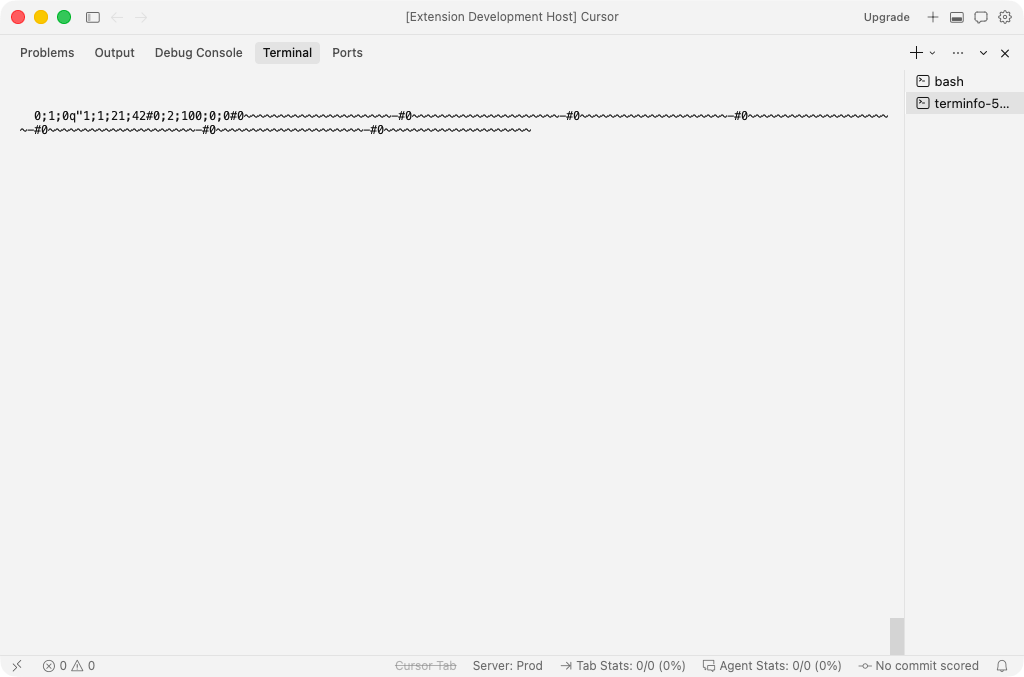 [Extension Development Host] Cursor
Upgrade
Problems Output Debug Console Terminal Ports
bash
terminfo-5...
0;1;0q"1;1;21;42#0;2;100;0;0#0~~~~~~~~~~~~~~~~~~~~~-#0~~~~~~~~~~~~~~~~~~~~~-#0~~~~~~~~~~~~~~~~~~~~~-#0~~~~~~~~~~~~~~~~~~~~
~-#0~~~~~~~~~~~~~~~~~~~~~-#0~~~~~~~~~~~~~~~~~~~~~-#0~~~~~~~~~~~~~~~~~~~~~
0 0 Cursor Tab Server: Prod Tab Stats: 0/0 (0%) Agent Stats: 0/0 (0%) No commit scored